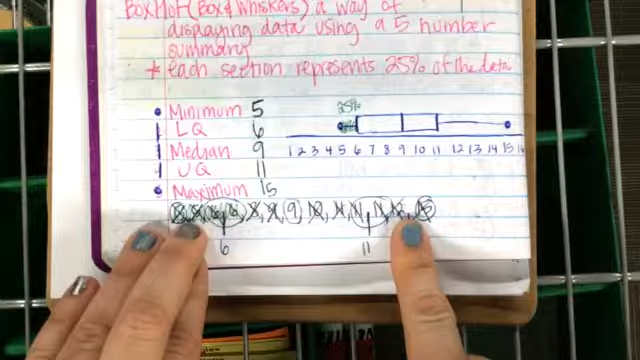 BoxPlot (Box & Whiskers) a way of
displaying data using a 5 number
summary
* each section represents 25% of the data
Minimum 5
LQ 6
Median 9
UQ 11
Maximum 15
25%
1 2 3 4 5 6 7 8 9 10 11 12 13 14 15 16
9 15
6 11